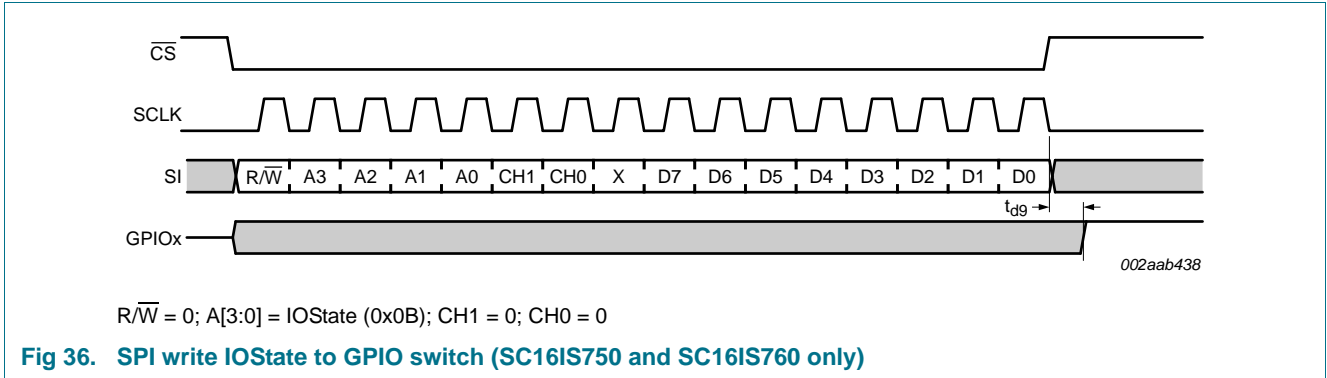 C̅S̅
SCLK
SI R/W̅ A3 A2 A1 A0 CH1 CH0 X D7 D6 D5 D4 D3 D2 D1 D0
td9
GPIOx
002aab438
R/W̅ = 0; A[3:0] = IOState (0x0B); CH1 = 0; CH0 = 0
Fig 36. SPI write IOState to GPIO switch (SC16IS750 and SC16IS760 only)